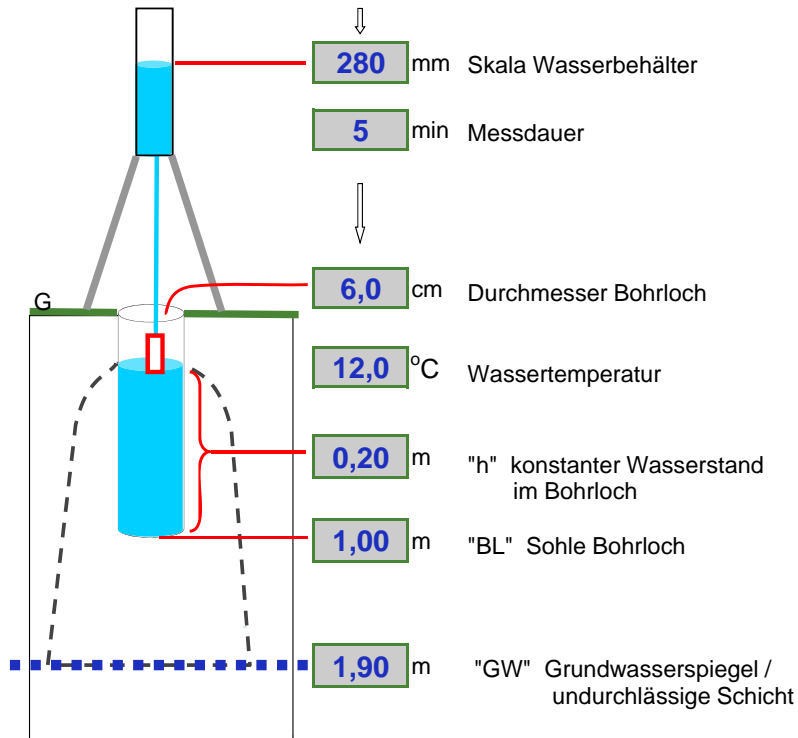 280 mm Skala Wasserbehälter
5 min Messdauer
G
6,0 cm Durchmesser Bohrloch
12,0 °C Wassertemperatur
0,20 m "h" konstanter Wasserstand
im Bohrloch
1,00 m "BL" Sohle Bohrloch
1,90 m "GW" Grundwasserspiegel /
undurchlässige Schicht